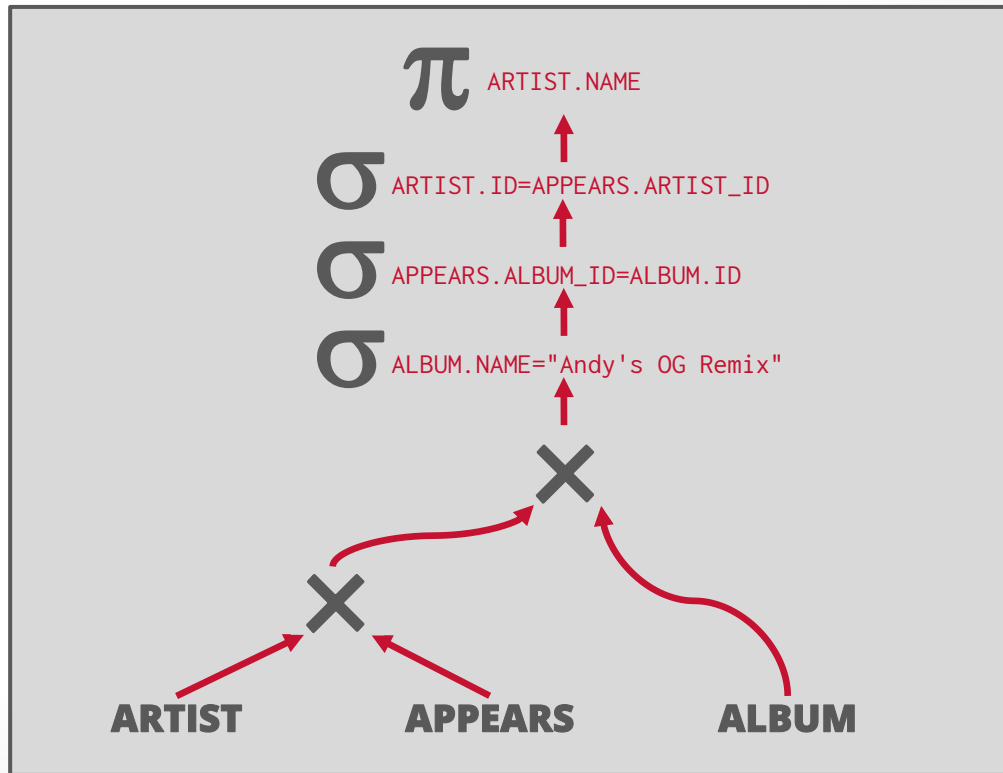 π ARTIST.NAME
σ ARTIST.ID=APPEARS.ARTIST_ID
σ APPEARS.ALBUM_ID=ALBUM.ID
σ ALBUM.NAME="Andy's OG Remix"
×
×
ARTIST APPEARS ALBUM